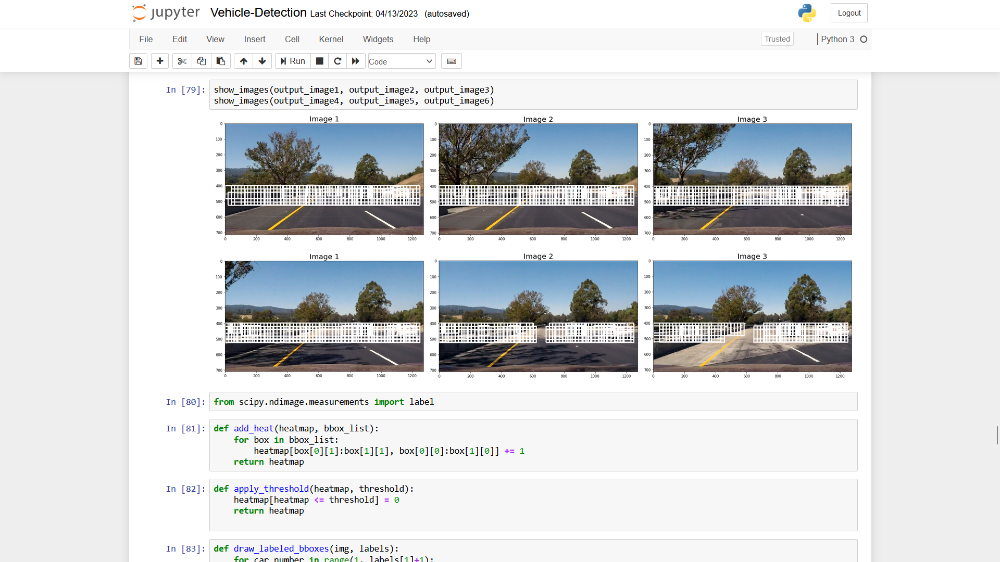 jupyter Vehicle-Detection Last Checkpoint: 04/13/2023 (autosaved)
Logout
File Edit View Insert Cell Kernel Widgets Help
Trusted
Python 3
Run
Code
In [79]:
show_images(output_image1, output_image2, output_image3)
show_images(output_image4, output_image5, output_image6)
Image 1
0
100
200
300
400
500
600
700
0 200 400 600 800 1000 1200
Image 2
0
100
200
300
400
500
600
700
0 200 400 600 800 1000 1200
Image 3
0
100
200
300
400
500
600
700
0 200 400 600 800 1000 1200
Image 1
0
100
200
300
400
500
600
700
0 200 400 600 800 1000 1200
Image 2
0
100
200
300
400
500
600
700
0 200 400 600 800 1000 1200
Image 3
0
100
200
300
400
500
600
700
0 200 400 600 800 1000 1200
In [80]:
from scipy.ndimage.measurements import label
In [81]:
def add_heat(heatmap, bbox_list):
    for box in bbox_list:
        heatmap[box[0][1]:box[1][1], box[0][0]:box[1][0]] += 1
    return heatmap
In [82]:
def apply_threshold(heatmap, threshold):
    heatmap[heatmap <= threshold] = 0
    return heatmap
In [83]:
def draw_labeled_bboxes(img, labels):
    for car_number in range(1, labels[1]+1):